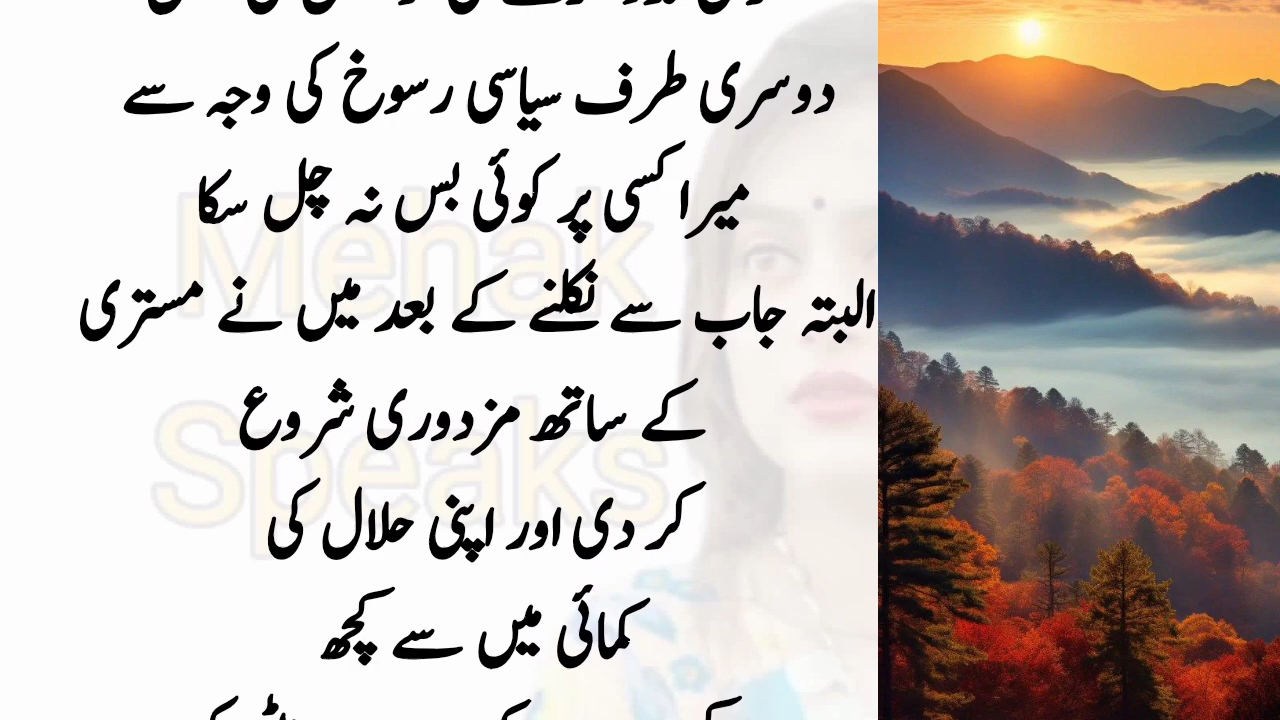 دوسری طرف سیاسی رسوخ کی وجہ سے
میرا کسی پر کوئی بس نہ چل سکا
البتہ جاب سے نکلنے کے بعد میں نے مستری
کے ساتھ مزدوری شروع
کر دی اور اپنی حلال کی
کمائی میں سے کچھ
Menak
Speaks